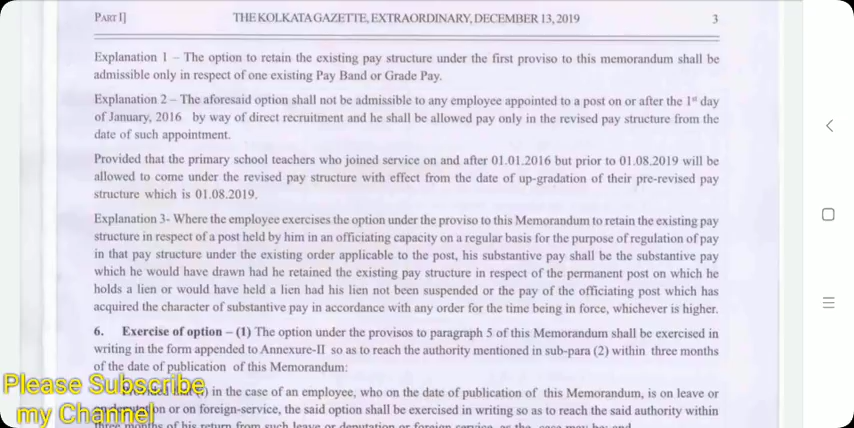 PART I] THE KOLKATA GAZETTE, EXTRAORDINARY, DECEMBER 13, 2019 3
Explanation 1 – The option to retain the existing pay structure under the first proviso to this memorandum shall be
admissible only in respect of one existing Pay Band or Grade Pay.
Explanation 2 – The aforesaid option shall not be admissible to any employee appointed to a post on or after the 1st day
of January, 2016 by way of direct recruitment and he shall be allowed pay only in the revised pay structure from the
date of such appointment.
Provided that the primary school teachers who joined service on and after 01.01.2016 but prior to 01.08.2019 will be
allowed to come under the revised pay structure with effect from the date of up-gradation of their pre-revised pay
structure which is 01.08.2019.
Explanation 3- Where the employee exercises the option under the proviso to this Memorandum to retain the existing pay
structure in respect of a post held by him in an officiating capacity on a regular basis for the purpose of regulation of pay
in that pay structure under the existing order applicable to the post, his substantive pay shall be the substantive pay
which he would have drawn had he retained the existing pay structure in respect of the permanent post on which he
holds a lien or would have held a lien had his lien not been suspended or the pay of the officiating post which has
acquired the character of substantive pay in accordance with any order for the time being in force, whichever is higher.
6. Exercise of option – (1) The option under the provisos to paragraph 5 of this Memorandum shall be exercised in
writing in the form appended to Annexure-II so as to reach the authority mentioned in sub-para (2) within three months
of the date of publication of this Memorandum:
in the case of an employee, who on the date of publication of this Memorandum, is on leave or
or on foreign-service, the said option shall be exercised in writing so as to reach the said authority within
of his return from such leave or deputation or foreign service, as the case may be; and
Please Subscribe
my Channel